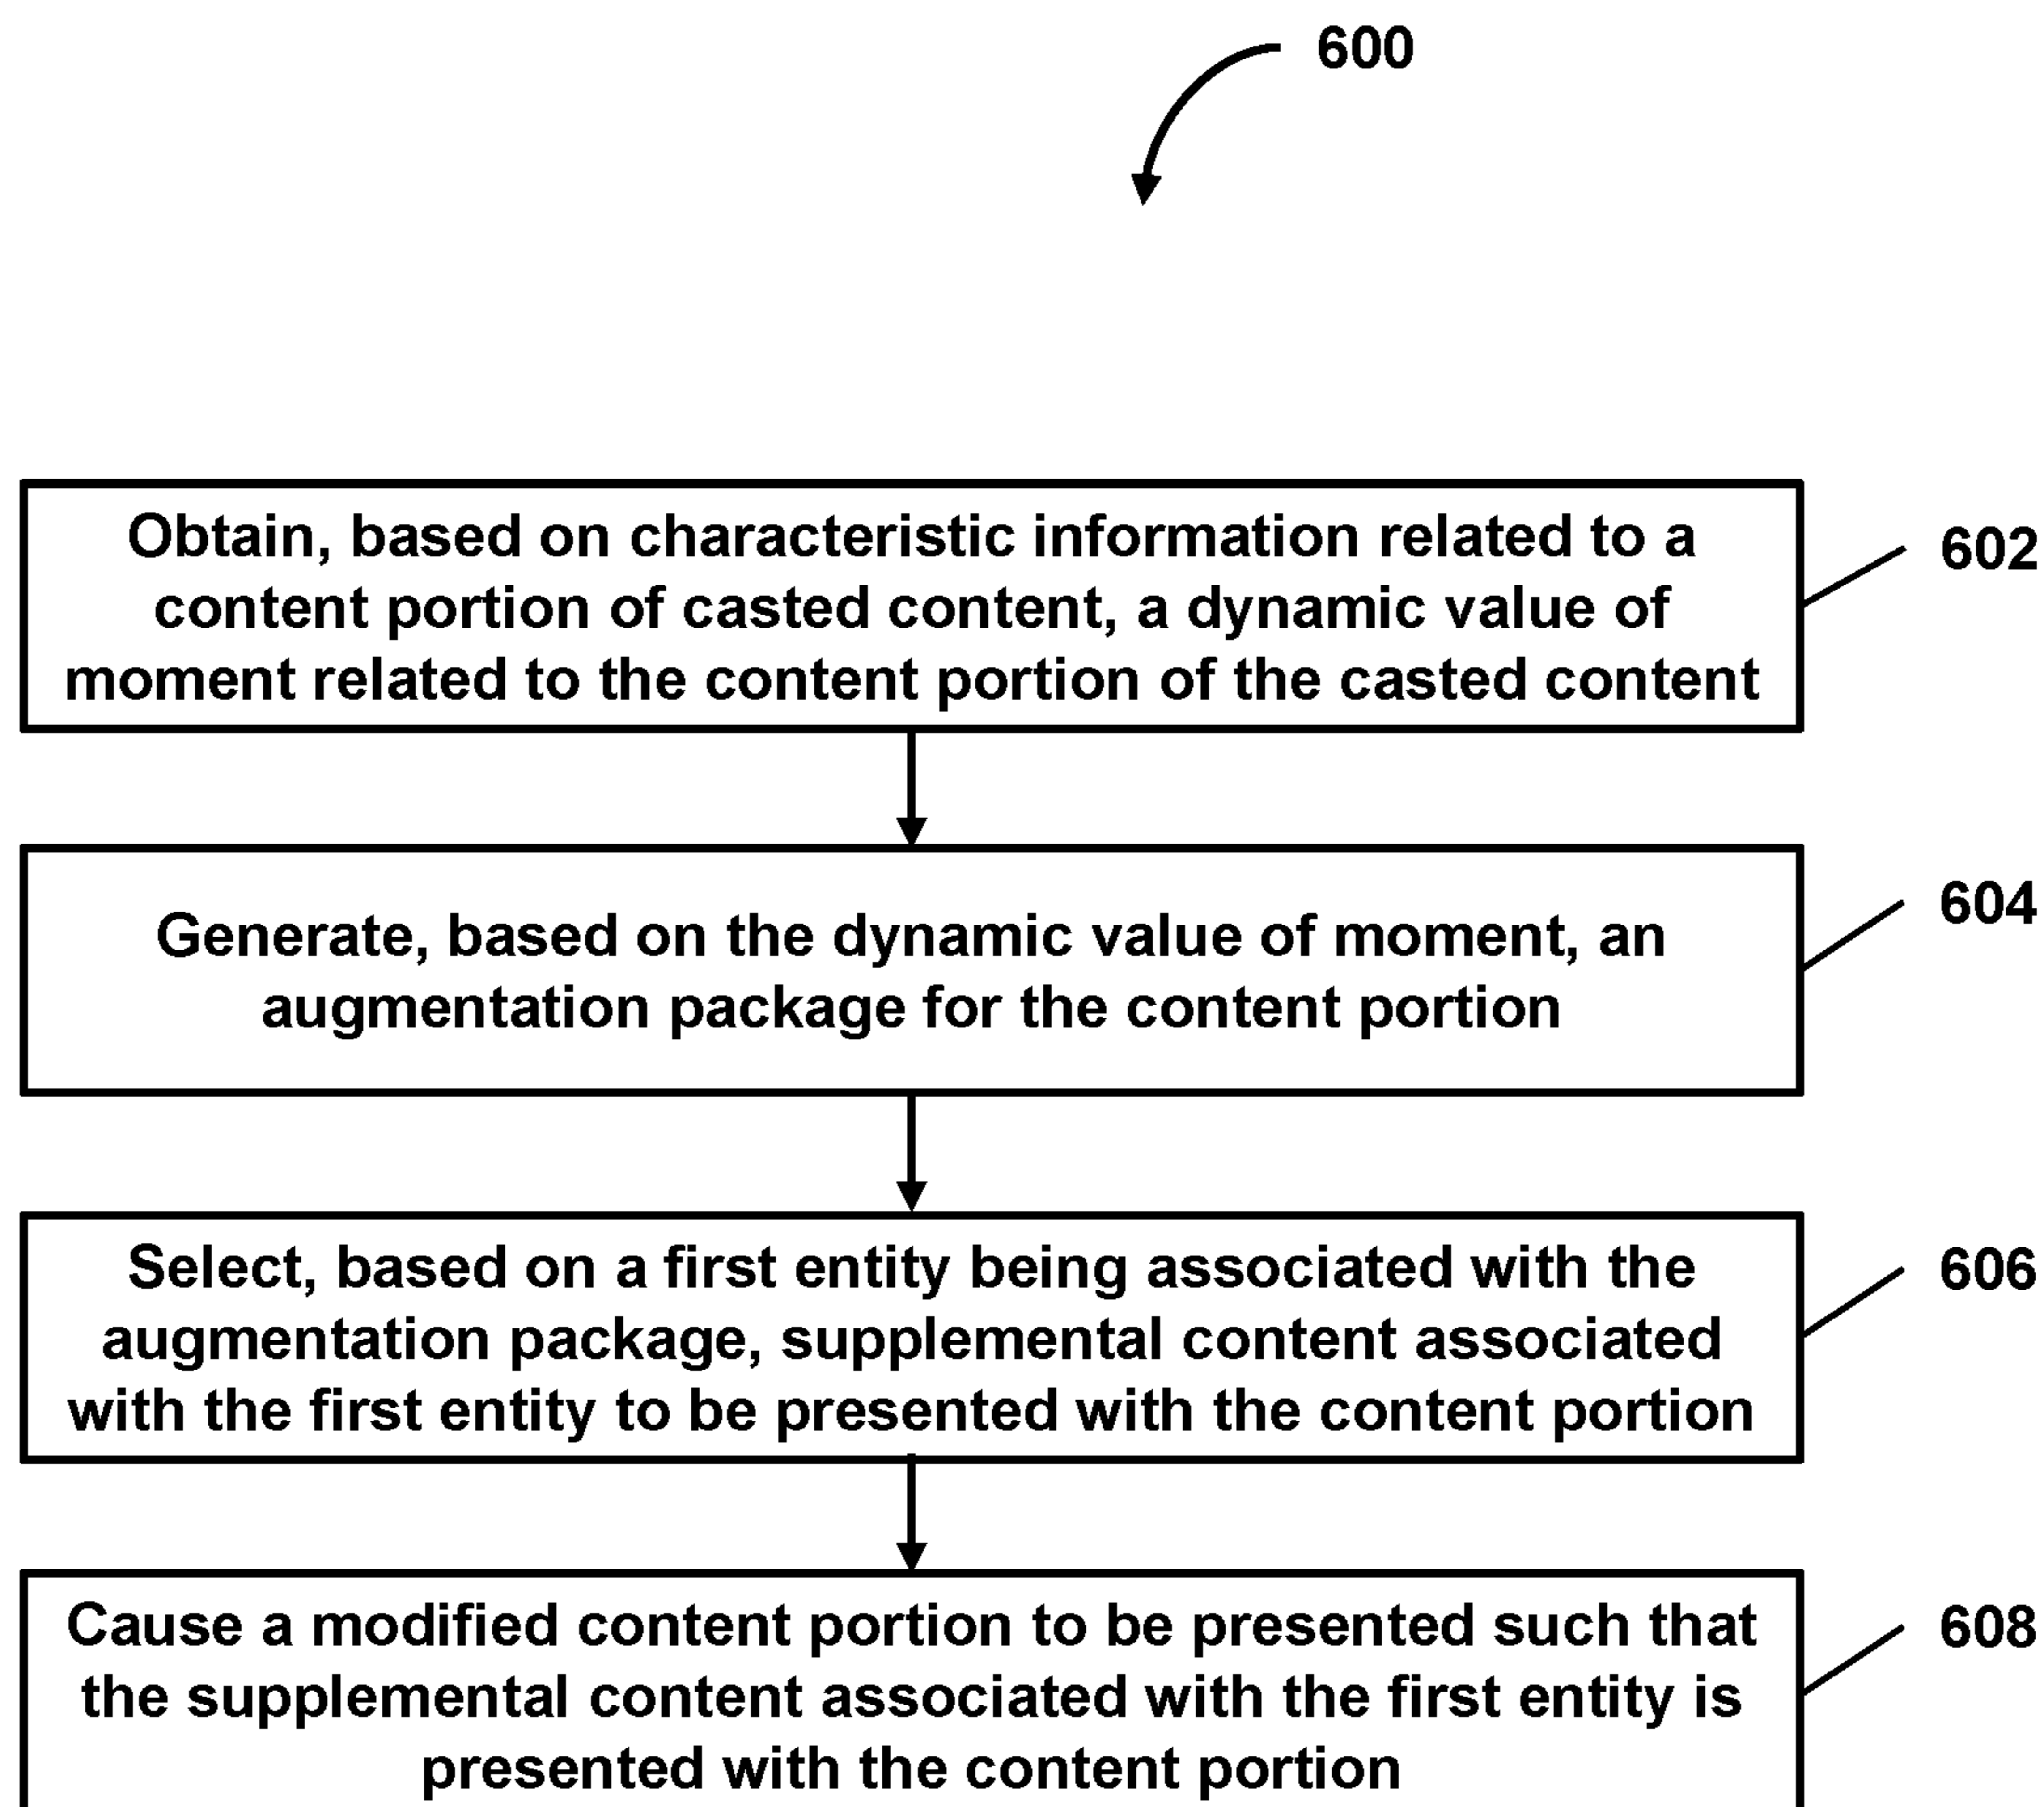 600
Obtain, based on characteristic information related to a
content portion of casted content, a dynamic value of
moment related to the content portion of the casted content
602
Generate, based on the dynamic value of moment, an
augmentation package for the content portion
604
Select, based on a first entity being associated with the
augmentation package, supplemental content associated
with the first entity to be presented with the content portion
606
Cause a modified content portion to be presented such that
the supplemental content associated with the first entity is
presented with the content portion
608